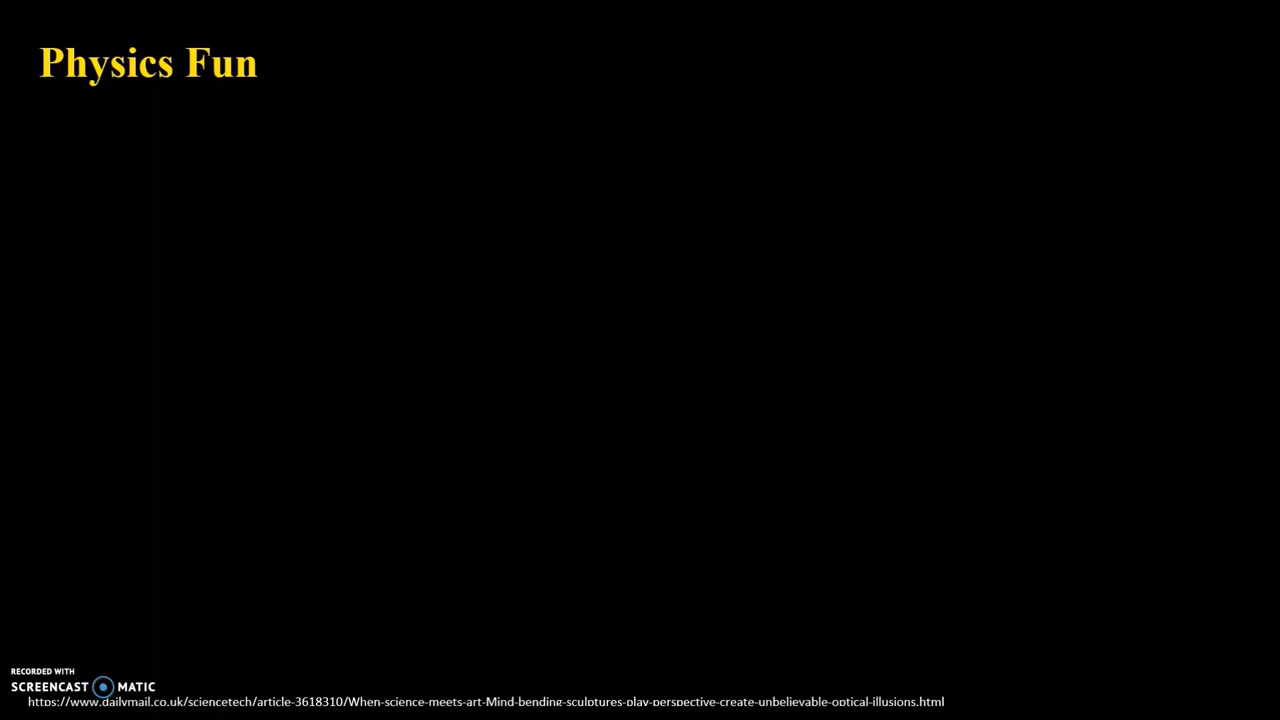 Physics Fun
RECORDED WITH
SCREENCAST MATIC
https://www.dailymail.co.uk/sciencetech/article-3618310/When-science-meets-art-Mind-bending-sculptures-play-perspective-create-unbelievable-optical-illusions.html